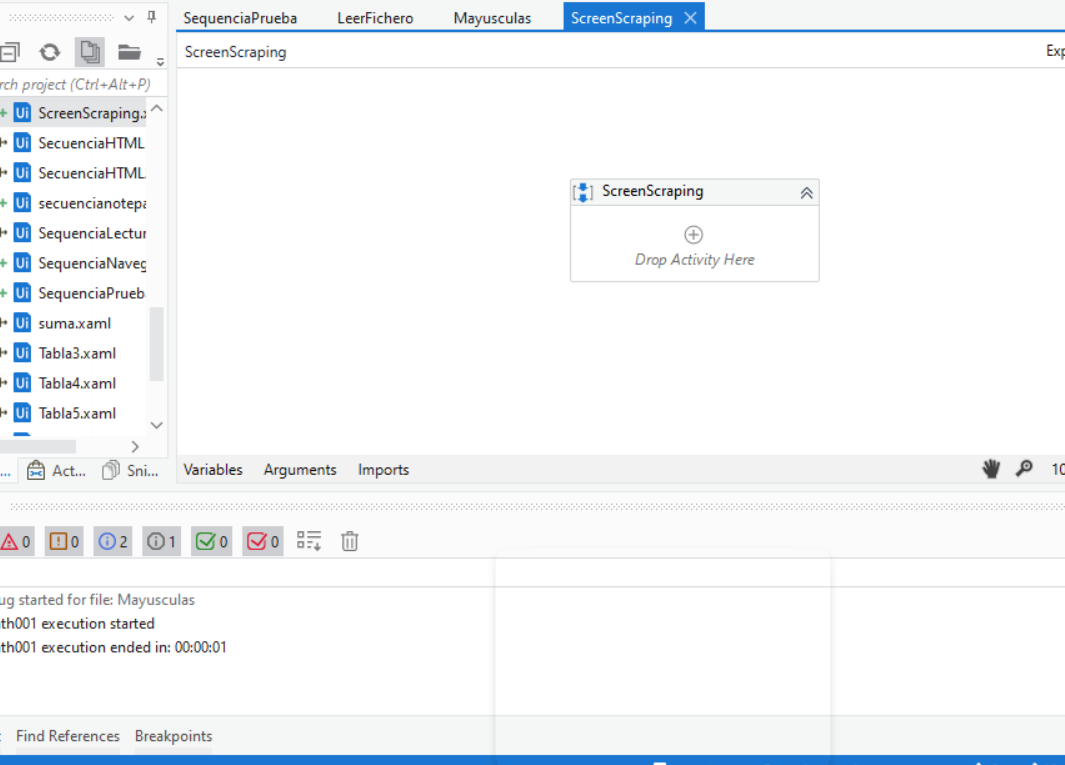 SequenciaPrueba LeerFichero Mayusculas ScreenScraping
ScreenScraping Exp
rch project (Ctrl+Alt+P)
Ui ScreenScraping.x
Ui SecuenciaHTML
Ui SecuenciaHTML
Ui secuencianotepa
Ui SequenciaLectur
Ui SequenciaNaveg
Ui SequenciaPrueb
Ui suma.xaml
Ui Tabla3.xaml
Ui Tabla4.xaml
Ui Tabla5.xaml
ScreenScraping
Drop Activity Here
... Act... Sni...
Variables Arguments Imports 10
0 0 2 1 0 0
ug started for file: Mayusculas
th001 execution started
th001 execution ended in: 00:00:01
Find References Breakpoints